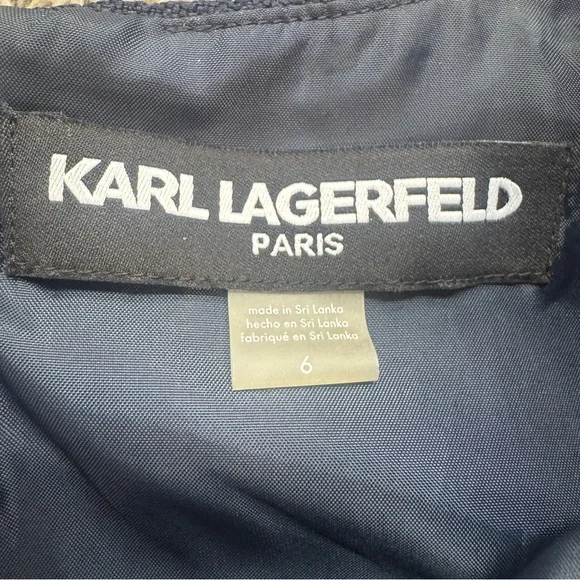 KARL LAGERFELD
PARIS
made in Sri Lanka
hecho en Sri Lanka
fabriqué en Sri Lanka
6